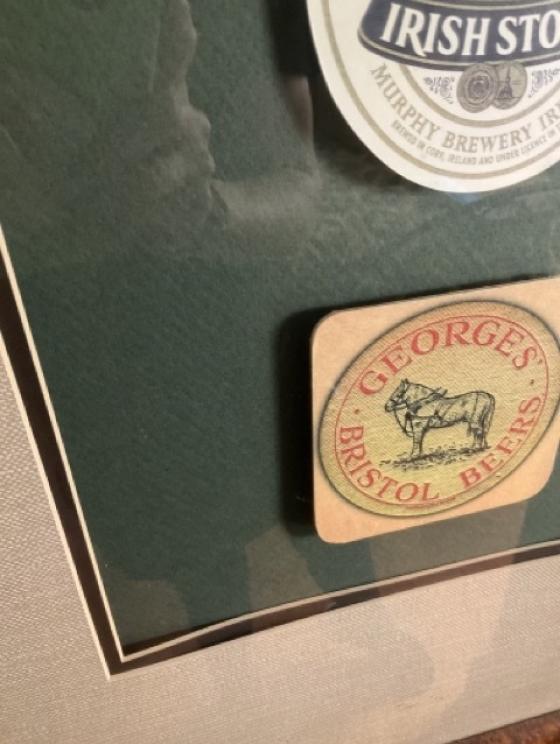 IRISH STO
MURPHY BREWERY IR
BREWED IN CORK, IRELAND AND UNDER LICENCE
GEORGES'
BRISTOL BEERS